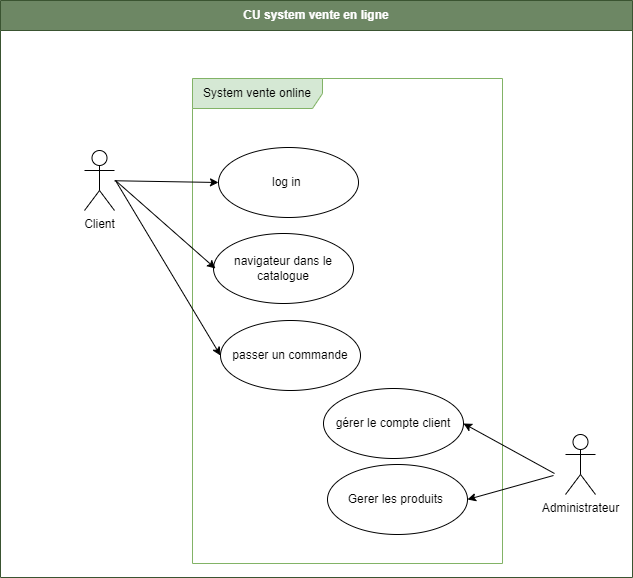 CU system vente en ligne
System vente online
log in
Client
navigateur dans le
catalogue
passer un commande
gérer le compte client
Gerer les produits
Administrateur